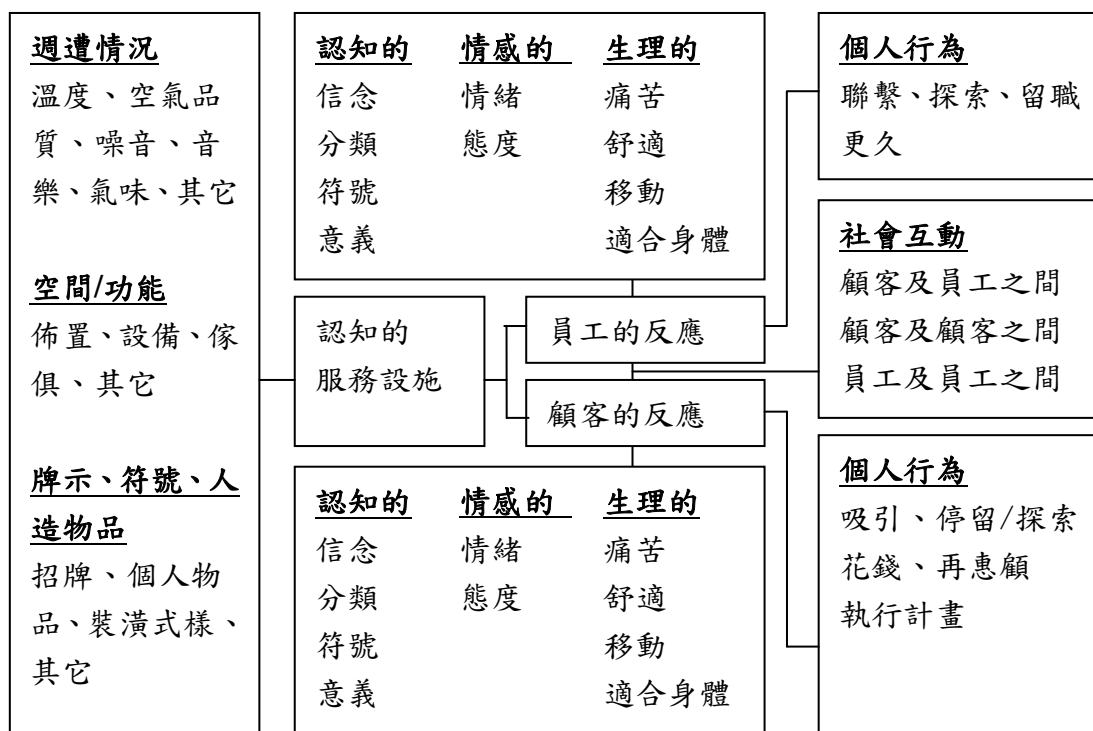 週遭情況
溫度、空氣品
質、噪音、音
樂、氣味、其它
空間/功能
佈置、設備、傢
俱、其它
牌示、符號、人
造物品
招牌、個人物
品、裝潢式樣、
其它
認知的 情感的 生理的
信念 情緒 痛苦
分類 態度 舒適
符號 移動
意義 適合身體
認知的
服務設施
員工的反應
顧客的反應
認知的 情感的 生理的
信念 情緒 痛苦
分類 態度 舒適
符號 移動
意義 適合身體
個人行為
聯繫、探索、留職
更久
社會互動
顧客及員工之間
顧客及顧客之間
員工及員工之間
個人行為
吸引、停留/探索
花錢、再惠顧
執行計畫